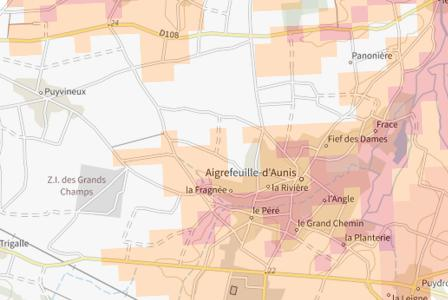 24
D108
Panonière
Puyvineux
Frace
Fief des Dames
Aigrefeuille d'Aunis
Z.I. des Grands
Champs
la Fragnée
la Rivière
l'Angle
le Péré
le Grand Chemin
la Planterie
Trigalle
22
Puydro
la Leigne